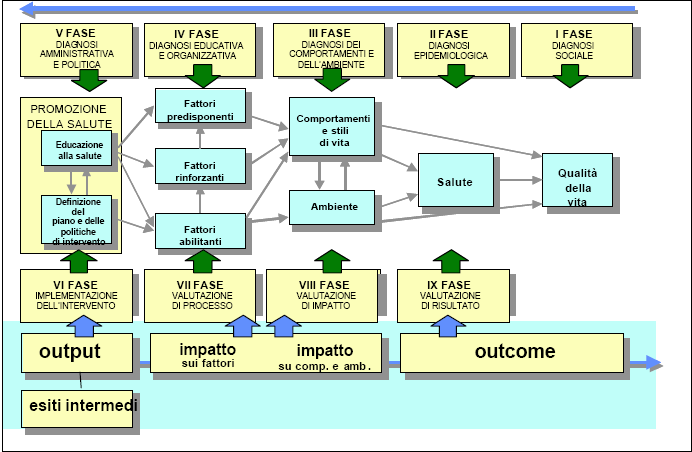 V FASE
DIAGNOSI
AMMINISTRATIVA
E POLITICA
IV FASE
DIAGNOSI EDUCATIVA
E ORGANIZZATIVA
III FASE
DIAGNOSI DEI
COMPORTAMENTI E
DELL'AMBIENTE
II FASE
DIAGNOSI
EPIDEMIOLOGICA
I FASE
DIAGNOSI
SOCIALE
PROMOZIONE
DELLA SALUTE
Educazione
alla salute
Definizione
del
piano e delle
politiche
di intervento
Fattori
predisponenti
Fattori
rinforzanti
Fattori
abilitanti
Comportamenti
e stili
di vita
Ambiente
Salute
Qualità
della
vita
VI FASE
IMPLEMENTAZIONE
DELL'INTERVENTO
VII FASE
VALUTAZIONE
DI PROCESSO
VIII FASE
VALUTAZIONE
DI IMPATTO
IX FASE
VALUTAZIONE
DI RISULTATO
output
impatto
sui fattori
impatto
su comp. e amb.
outcome
esiti intermedi